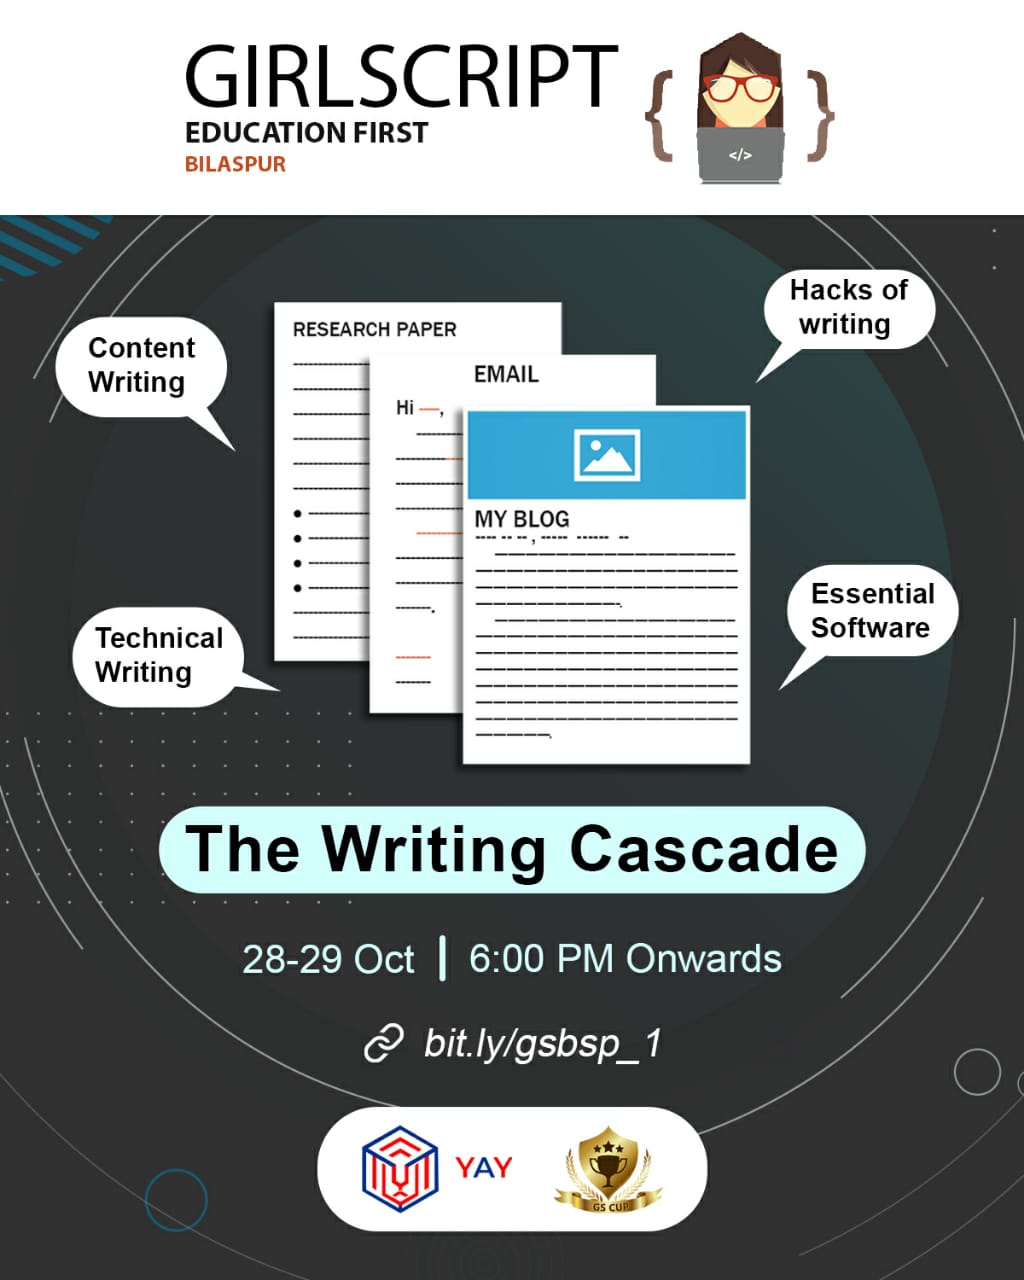 GIRLSCRIPT
EDUCATION FIRST
BILASPUR
</>
Content
Writing
Hacks of
writing
RESEARCH PAPER
EMAIL
Hi
MY BLOG
Technical
Writing
Essential
Software
The Writing Cascade
28-29 Oct | 6:00 PM Onwards
bit.ly/gsbsp_1
YAY
GS CUP